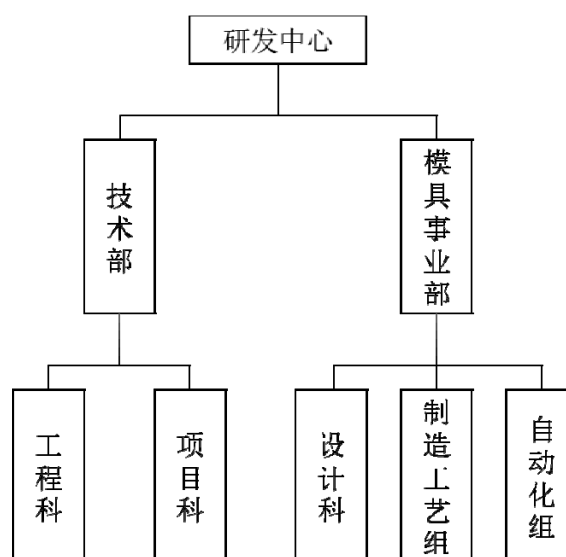 研发中心
技术部
模具事业部
工程科
项目科
设计科
制造工艺组
自动化组